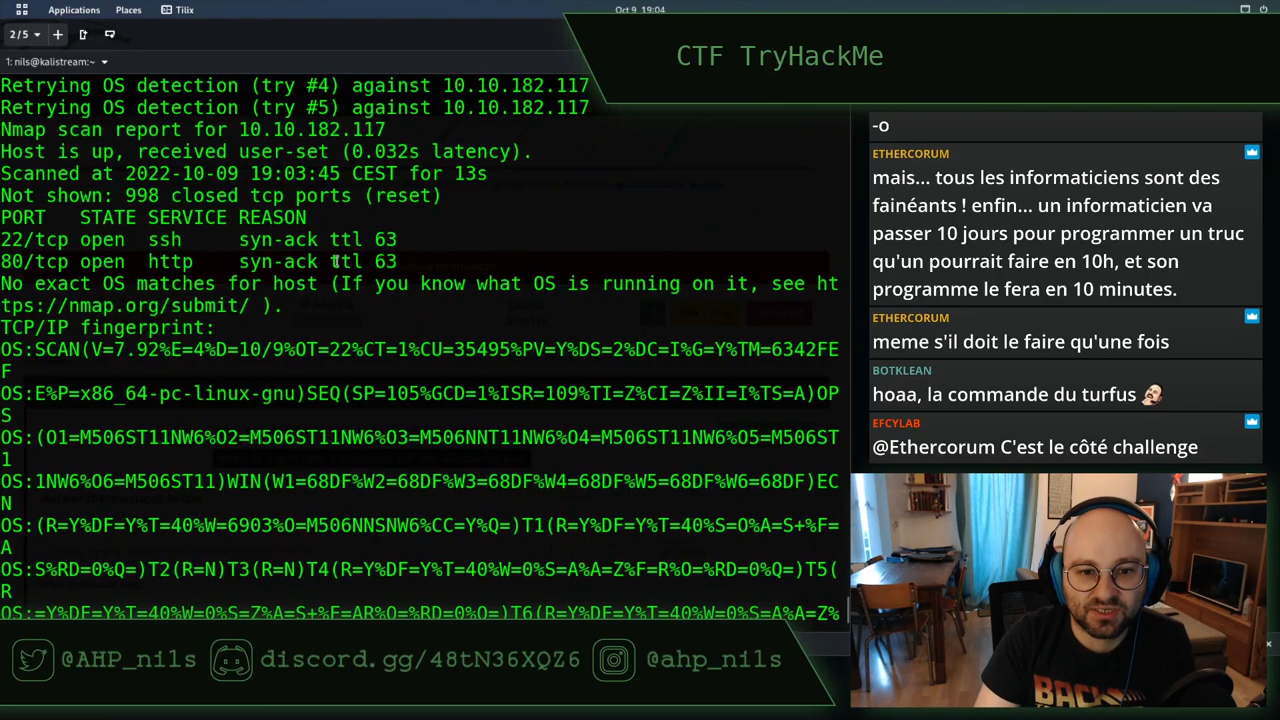 Applications Places Tilix
Oct 9 19:04
2/5
CTF TryHackMe
1: nils@kalistream:~
Retrying OS detection (try #4) against 10.10.182.117
Retrying OS detection (try #5) against 10.10.182.117
Nmap scan report for 10.10.182.117
Host is up, received user-set (0.032s latency).
Scanned at 2022-10-09 19:03:45 CEST for 13s
Not shown: 998 closed tcp ports (reset)
PORT   STATE SERVICE REASON
22/tcp open  ssh     syn-ack ttl 63
80/tcp open  http    syn-ack ttl 63
No exact OS matches for host (If you know what OS is running on it, see ht
tps://nmap.org/submit/ ).
TCP/IP fingerprint:
OS:SCAN(V=7.92%E=4%D=10/9%OT=22%CT=1%CU=35495%PV=Y%DS=2%DC=I%G=Y%TM=6342FE
F
OS:E%P=x86_64-pc-linux-gnu)SEQ(SP=105%GCD=1%ISR=109%TI=Z%CI=Z%II=I%TS=A)OP
S
OS:(O1=M506ST11NW6%O2=M506ST11NW6%O3=M506NNT11NW6%O4=M506ST11NW6%O5=M506ST
1
OS:1NW6%O6=M506ST11)WIN(W1=68DF%W2=68DF%W3=68DF%W4=68DF%W5=68DF%W6=68DF)EC
N
OS:(R=Y%DF=Y%T=40%W=6903%O=M506NNSNW6%CC=Y%Q=)T1(R=Y%DF=Y%T=40%S=O%A=S+%F=
A
OS:S%RD=0%Q=)T2(R=N)T3(R=N)T4(R=Y%DF=Y%T=40%W=0%S=A%A=Z%F=R%O=%RD=0%Q=)T5(
R
OS:=Y%DF=Y%T=40%W=0%S=Z%A=S+%F=AR%O=%RD=0%Q=)T6(R=Y%DF=Y%T=40%W=0%S=A%A=Z%
-o
ETHERCORUM
mais... tous les informaticiens sont des
fainéants ! enfin... un informaticien va
passer 10 jours pour programmer un truc
qu'un pourrait faire en 10h, et son
programme le fera en 10 minutes.
ETHERCORUM
meme s'il doit le faire qu'une fois
BOTKLEAN
hoaa, la commande du turfus
EFCYLAB
@Ethercorum C'est le côté challenge
@AHP_nils discord.gg/48tN36XQZ6 @ahp_nils